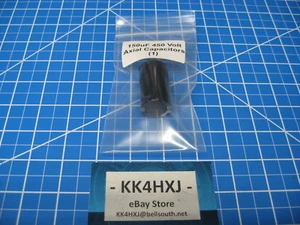 150uF 450 Volt
Axial Capacitors
(1)
- KK4HXJ -
eBay Store
KK4HXJ@bellsouth.net